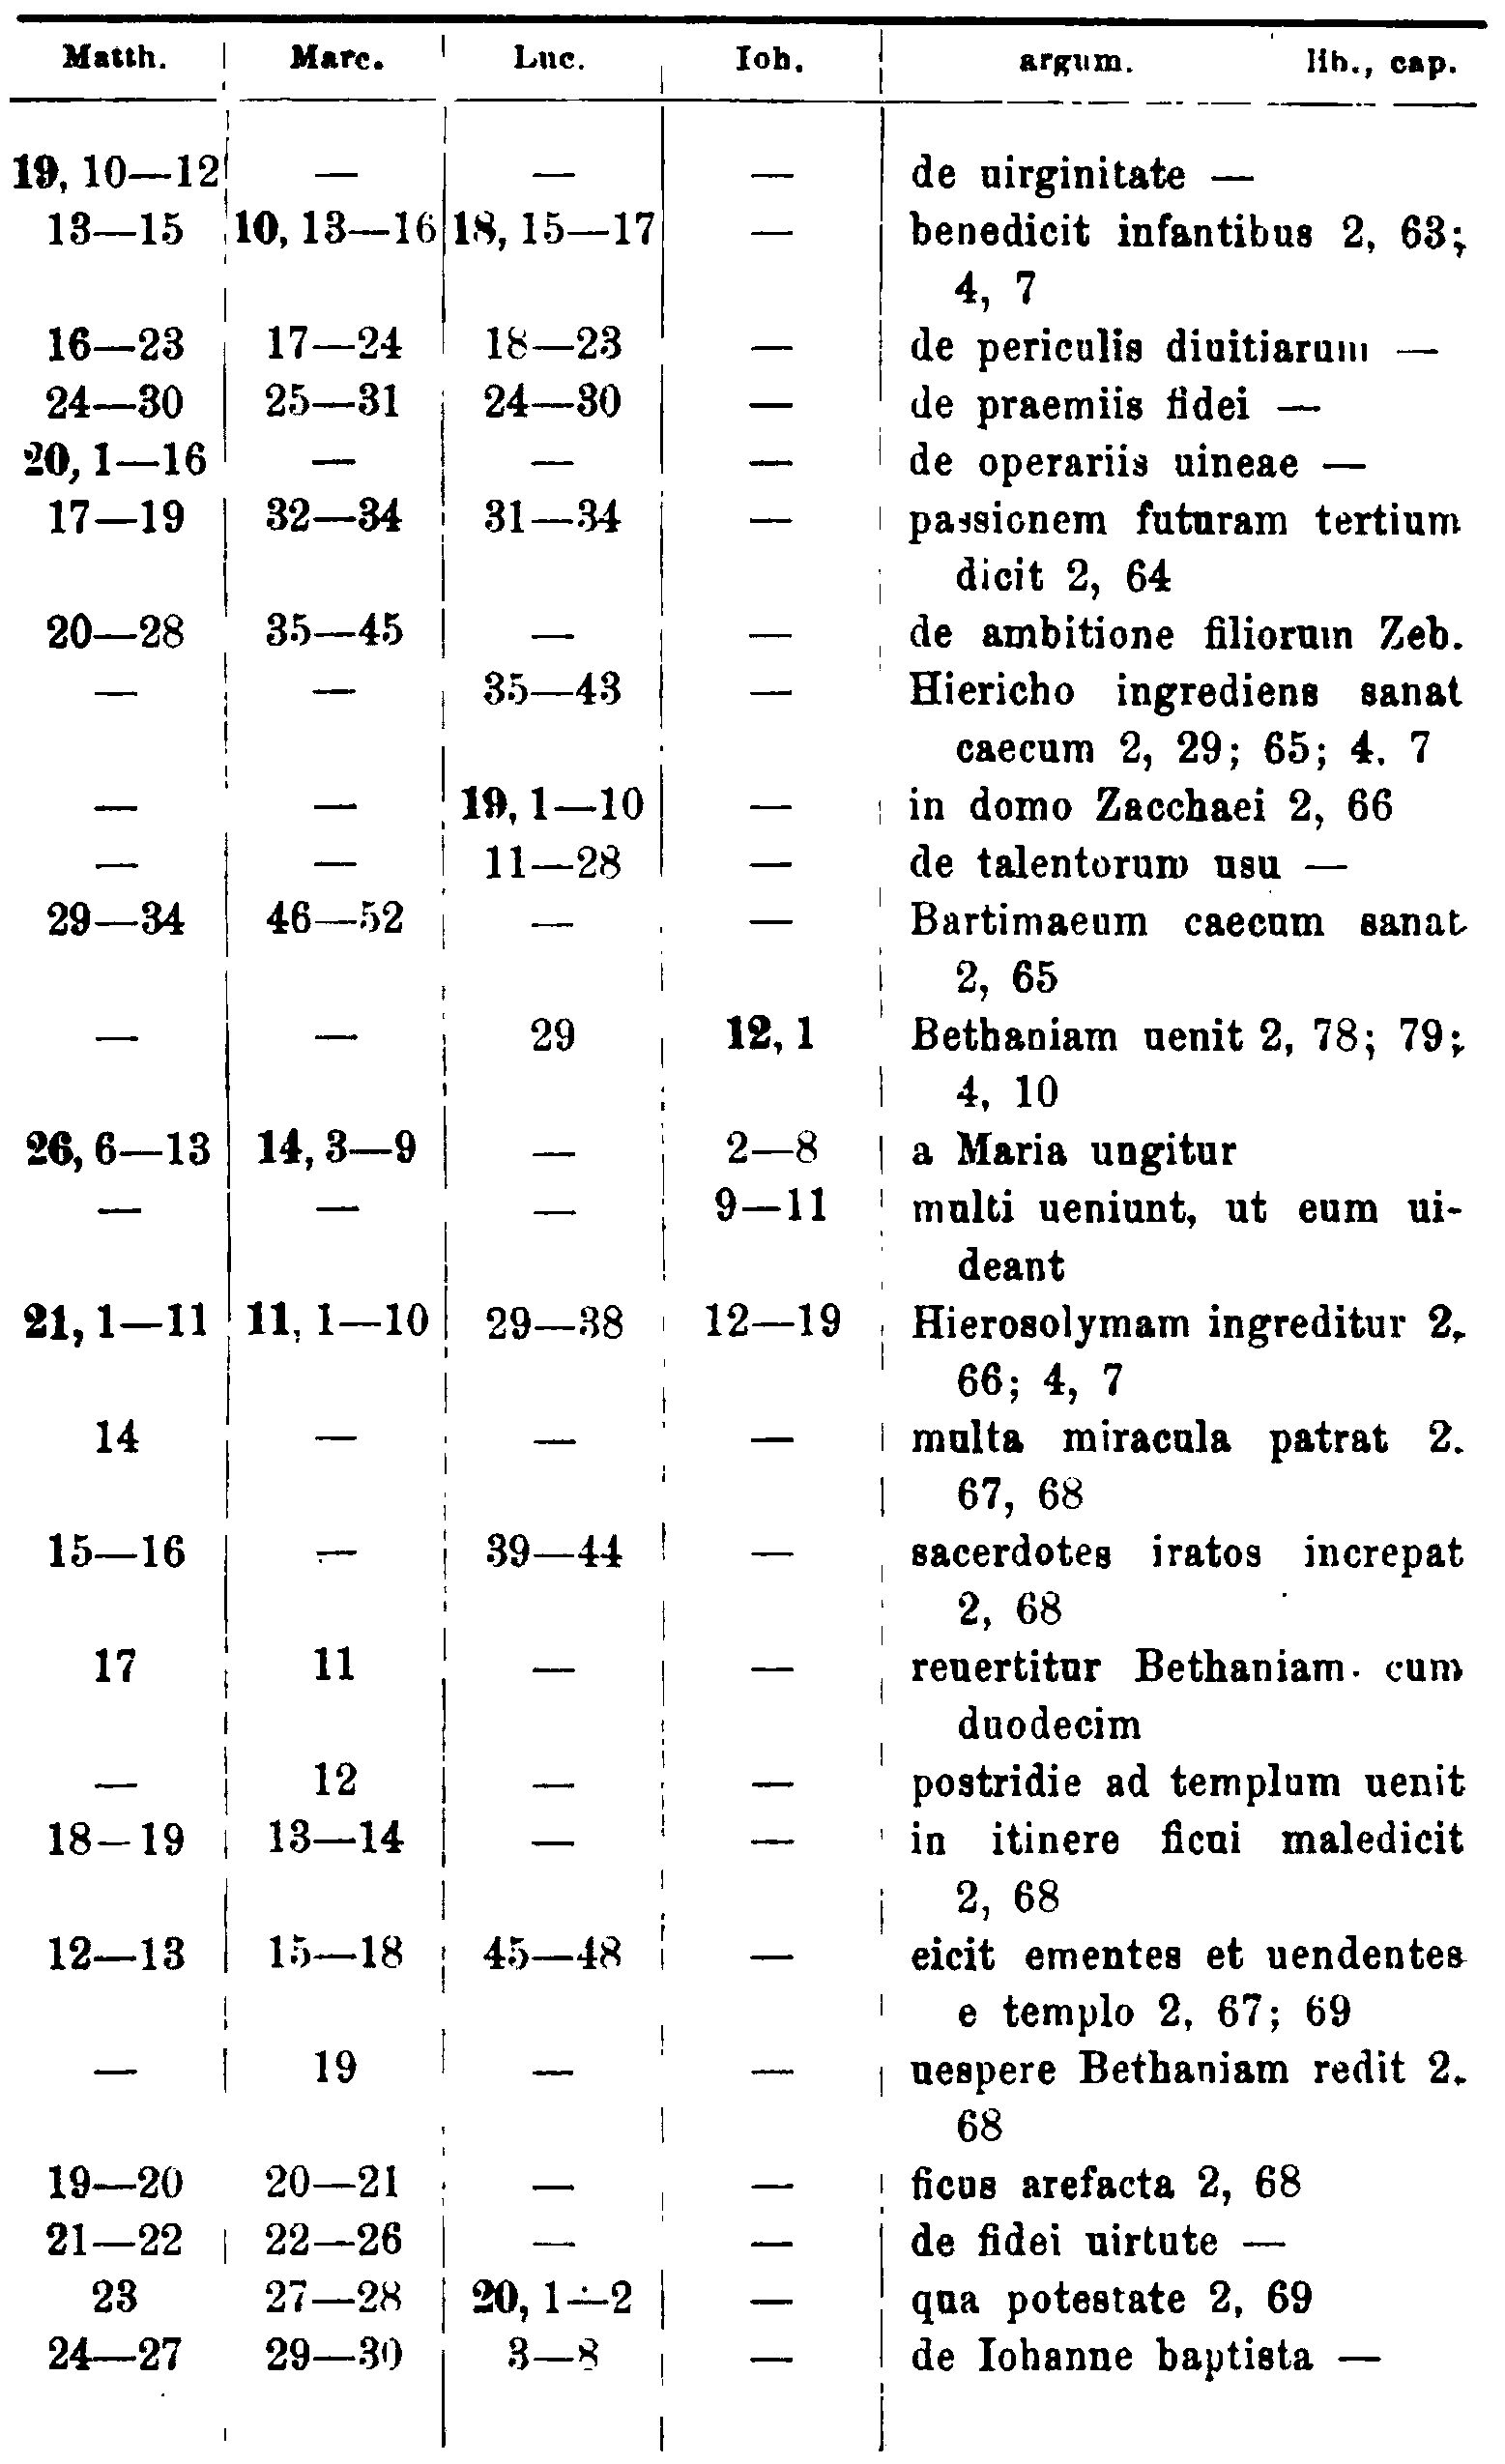 Matth. Marc. Luc. Ioh. argum. lib., cap.
19, 10—12 — — — de uirginitate —
13—15 10, 13—16 18, 15—17 — benedicit infantibus 2, 63;
4, 7
16—23 17—24 18—23 — de periculis diuitiarum —
24—30 25—31 24—30 — de praemiis fidei —
20, 1—16 — — — de operariis uineae —
17—19 32—34 31—34 — passionem futuram tertium
dicit 2, 64
20—28 35—45 — — de ambitione filiorum Zeb.
— — 35—43 — Hiericho ingrediens sanat
caecum 2, 29; 65; 4. 7
— — 19, 1—10 — in domo Zacchaei 2, 66
— — 11—28 — de talentorum usu —
29—34 46—52 — — Bartimaeum caecum sanat
2, 65
— — 29 12, 1 Bethaniam uenit 2, 78; 79;
4, 10
26, 6—13 14, 3—9 — 2—8 a Maria ungitur
— — — 9—11 multi ueniunt, ut eum ui-
deant
21, 1—11 11, 1—10 29—38 12—19 Hierosolymam ingreditur 2,
66; 4, 7
14 — — — multa miracula patrat 2.
67, 68
15—16 — 39—44 — sacerdotes iratos increpat
2, 68
17 11 — — reuertitur Bethaniam cum
duodecim
— 12 — — postridie ad templum uenit
18—19 13—14 — — in itinere ficui maledicit
2, 68
12—13 15—18 45—48 — eicit ementes et uendentes
e templo 2, 67; 69
— 19 — — uespere Bethaniam redit 2,
68
19—20 20—21 — — ficus arefacta 2, 68
21—22 22—26 — — de fidei uirtute —
23 27—28 20, 1—2 — qua potestate 2, 69
24—27 29—30 3—8 — de Iohanne baptista —